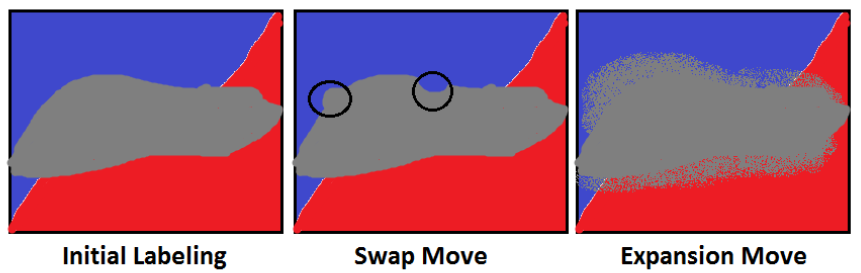 Initial Labeling
Swap Move
Expansion Move